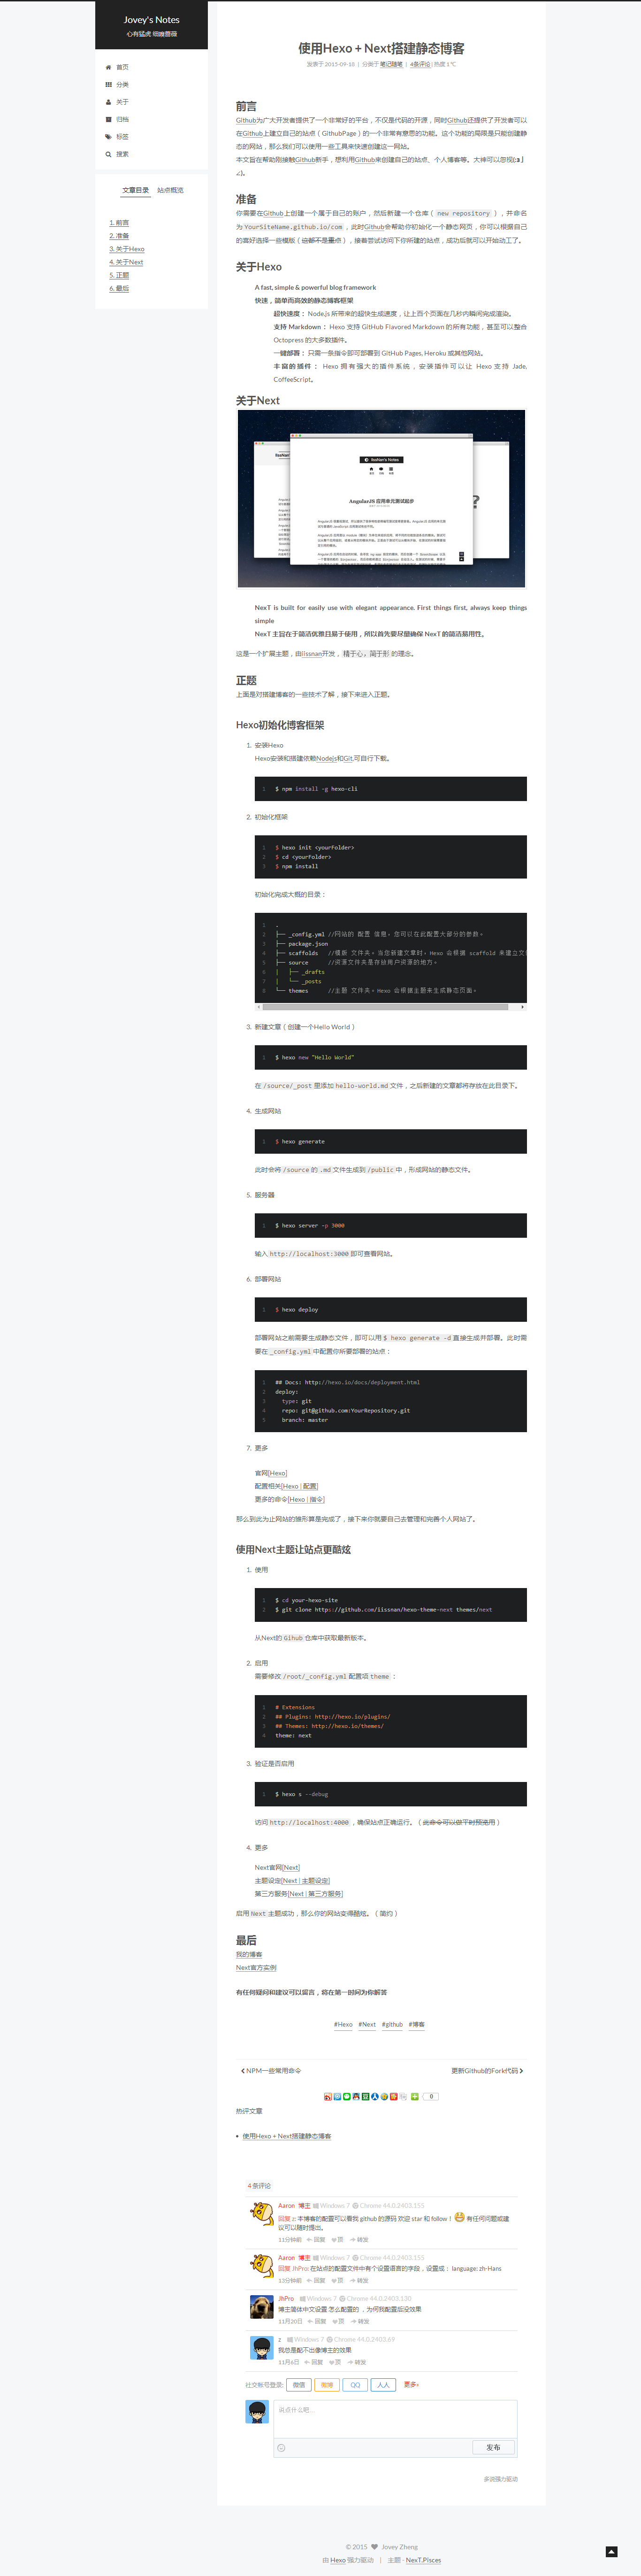 Jovey's Notes
心有猛虎 细嗅蔷薇
首页
分类
关于
归档
标签
搜索
文章目录 站点概览
1. 前言
2. 准备
3. 关于Hexo
4. 关于Next
5. 正题
6. 最后
使用Hexo + Next搭建静态博客
发表于 2015-09-16 | 分类于 笔记随笔 | 4条评论 | 热度 1 ℃
前言
Github为广大开发者提供了一个非常好的平台，不仅是代码的开源，同时Github还提供了开发者可以
在Github上建立自己的站点（GithubPage）的一个非常有意思的功能。这个功能的局限是只能创建静
态的网站，那么我们可以使用一些工具来快速创建这一网站。
本文旨在帮助刚接触Github新手，想利用Github来创建自己的站点、个人博客等。大神可以忽视
准备
你需要在Github上创建一个属于自己的账户，然后新建一个仓库（ new repository ），并命名
为 YourSiteName.github.io/com ，此时Github会帮助你初始化一个静态网页，你可以根据自己
的喜好选择一些模版（这都不是重点），接着尝试访问下你所建的站点，成功后就可以开始动工了。
关于Hexo
A fast, simple & powerful blog framework
快速，简单而高效的静态博客框架
超快速度： Node.js 所带来的超快生成速度，让上百个页面在几秒内瞬间完成渲染。
支持 Markdown： Hexo 支持 GitHub Flavored Markdown 的所有功能，甚至可以整合
Octopress 的大多数插件。
一键部署： 只需一条指令即可部署到 GitHub Pages, Heroku 或其他网站。
丰富的插件： Hexo 拥有强大的插件系统，安装插件可以让 Hexo 支持 Jade,
CoffeeScript。
关于Next
IIssNan's Notes
AngularJS 应用单元测试起步
NexT is built for easily use with elegant appearance. First things first, always keep things
simple
NexT 主旨在于简洁优雅且易于使用，所以首先要尽量确保 NexT 的简洁易用性。
这是一个扩展主题，由iissnan开发， 精于心，简于形 的理念。
正题
上面是对搭建博客的一些技术了解，接下来进入正题。
Hexo初始化博客框架
1. 安装Hexo
Hexo安装和搭建依赖Nodejs和Git,可自行下载。
1 $ npm install -g hexo-cli
2. 初始化框架
1 $ hexo init <yourFolder>
2 $ cd <yourFolder>
3 $ npm install
初始化完成大概的目录：
1 .
2 ├── _config.yml //网站的 配置 信息。您可以在此配置大部分的参数。
3 ├── package.json
4 ├── scaffolds //模版 文件夹。当您新建文章时，Hexo 会根据 scaffold 来建立文
5 ├── source //资源文件夹是存放用户资源的地方。
6 | ├── _drafts
7 | └── _posts
8 └── themes //主题 文件夹。Hexo 会根据主题来生成静态页面。
3. 新建文章（创建一个Hello World）
1 $ hexo new "Hello World"
在 /source/_post 里添加 hello-world.md 文件，之后新建的文章都将存放在此目录下。
4. 生成网站
1 $ hexo generate
此时会将 /source 的 .md 文件生成到 /public 中，形成网站的静态文件。
5. 服务器
1 $ hexo server -p 3000
输入 http://localhost:3000 即可查看网站。
6. 部署网站
1 $ hexo deploy
部署网站之前需要生成静态文件，即可以用 $ hexo generate -d 直接生成并部署。此时需
要在 _config.yml 中配置你所要部署的站点：
1 ## Docs: http://hexo.io/docs/deployment.html
2 deploy:
3 type: git
4 repo: git@github.com:YourRepository.git
5 branch: master
7. 更多
官网[Hexo]
配置相关[Hexo | 配置]
更多的命令[Hexo | 指令]
那么到此为止网站的雏形算是完成了，接下来你就要自己去管理和完善个人网站了。
使用Next主题让站点更酷炫
1. 使用
1 $ cd your-hexo-site
2 $ git clone https://github.com/iissnan/hexo-theme-next themes/next
从Next的 Gihub 仓库中获取最新版本。
2. 启用
需要修改 /root/_config.yml 配置项 theme ：
1 # Extensions
2 ## Plugins: http://hexo.io/plugins/
3 ## Themes: http://hexo.io/themes/
4 theme: next
3. 验证是否启用
1 $ hexo s --debug
访问 http://localhost:4000 ，确保站点正确运行。（此命令可以做平时预览用）
4. 更多
Next官网[Next]
主题设定[Next | 主题设定]
第三方服务[Next | 第三方服务]
启用 Next 主题成功，那么你的网站变得酷炫。（简约）
最后
我的博客
Next官方实例
有任何疑问和建议可以留言，将在第一时间为你解答
#Hexo #Next #github #博客
NPM一些常用命令
更新Github的Fork代码
0
热评文章
使用Hexo + Next搭建静态博客
4 条评论
Aaron 博主 Windows 7 Chrome 44.0.2403.155
回复 z: 本博客的配置可以看我 github 的源码 欢迎 star 和 follow！ 有任何问题或建
议可以随时提出。
11分钟前 回复 顶 转发
Aaron 博主 Windows 7 Chrome 44.0.2403.155
回复 JhPro: 在站点的配置文件中有个设置语言的字段，设置成： language: zh-Hans
13分钟前 回复 顶 转发
JhPro Windows 7 Chrome 44.0.2403.130
博主简体中文设置 怎么配置的 ，为何我配置后没效果
11月20日 回复 顶 转发
z Windows 7 Chrome 44.0.2403.69
我总是配不出像博主的效果
11月6日 回复 顶 转发
社交帐号登录: 微信 微博 QQ 人人 更多»
说点什么吧...
发布
多说强力驱动
© 2015 Jovey Zheng
由 Hexo 强力驱动 | 主题 - NexT.Pisces